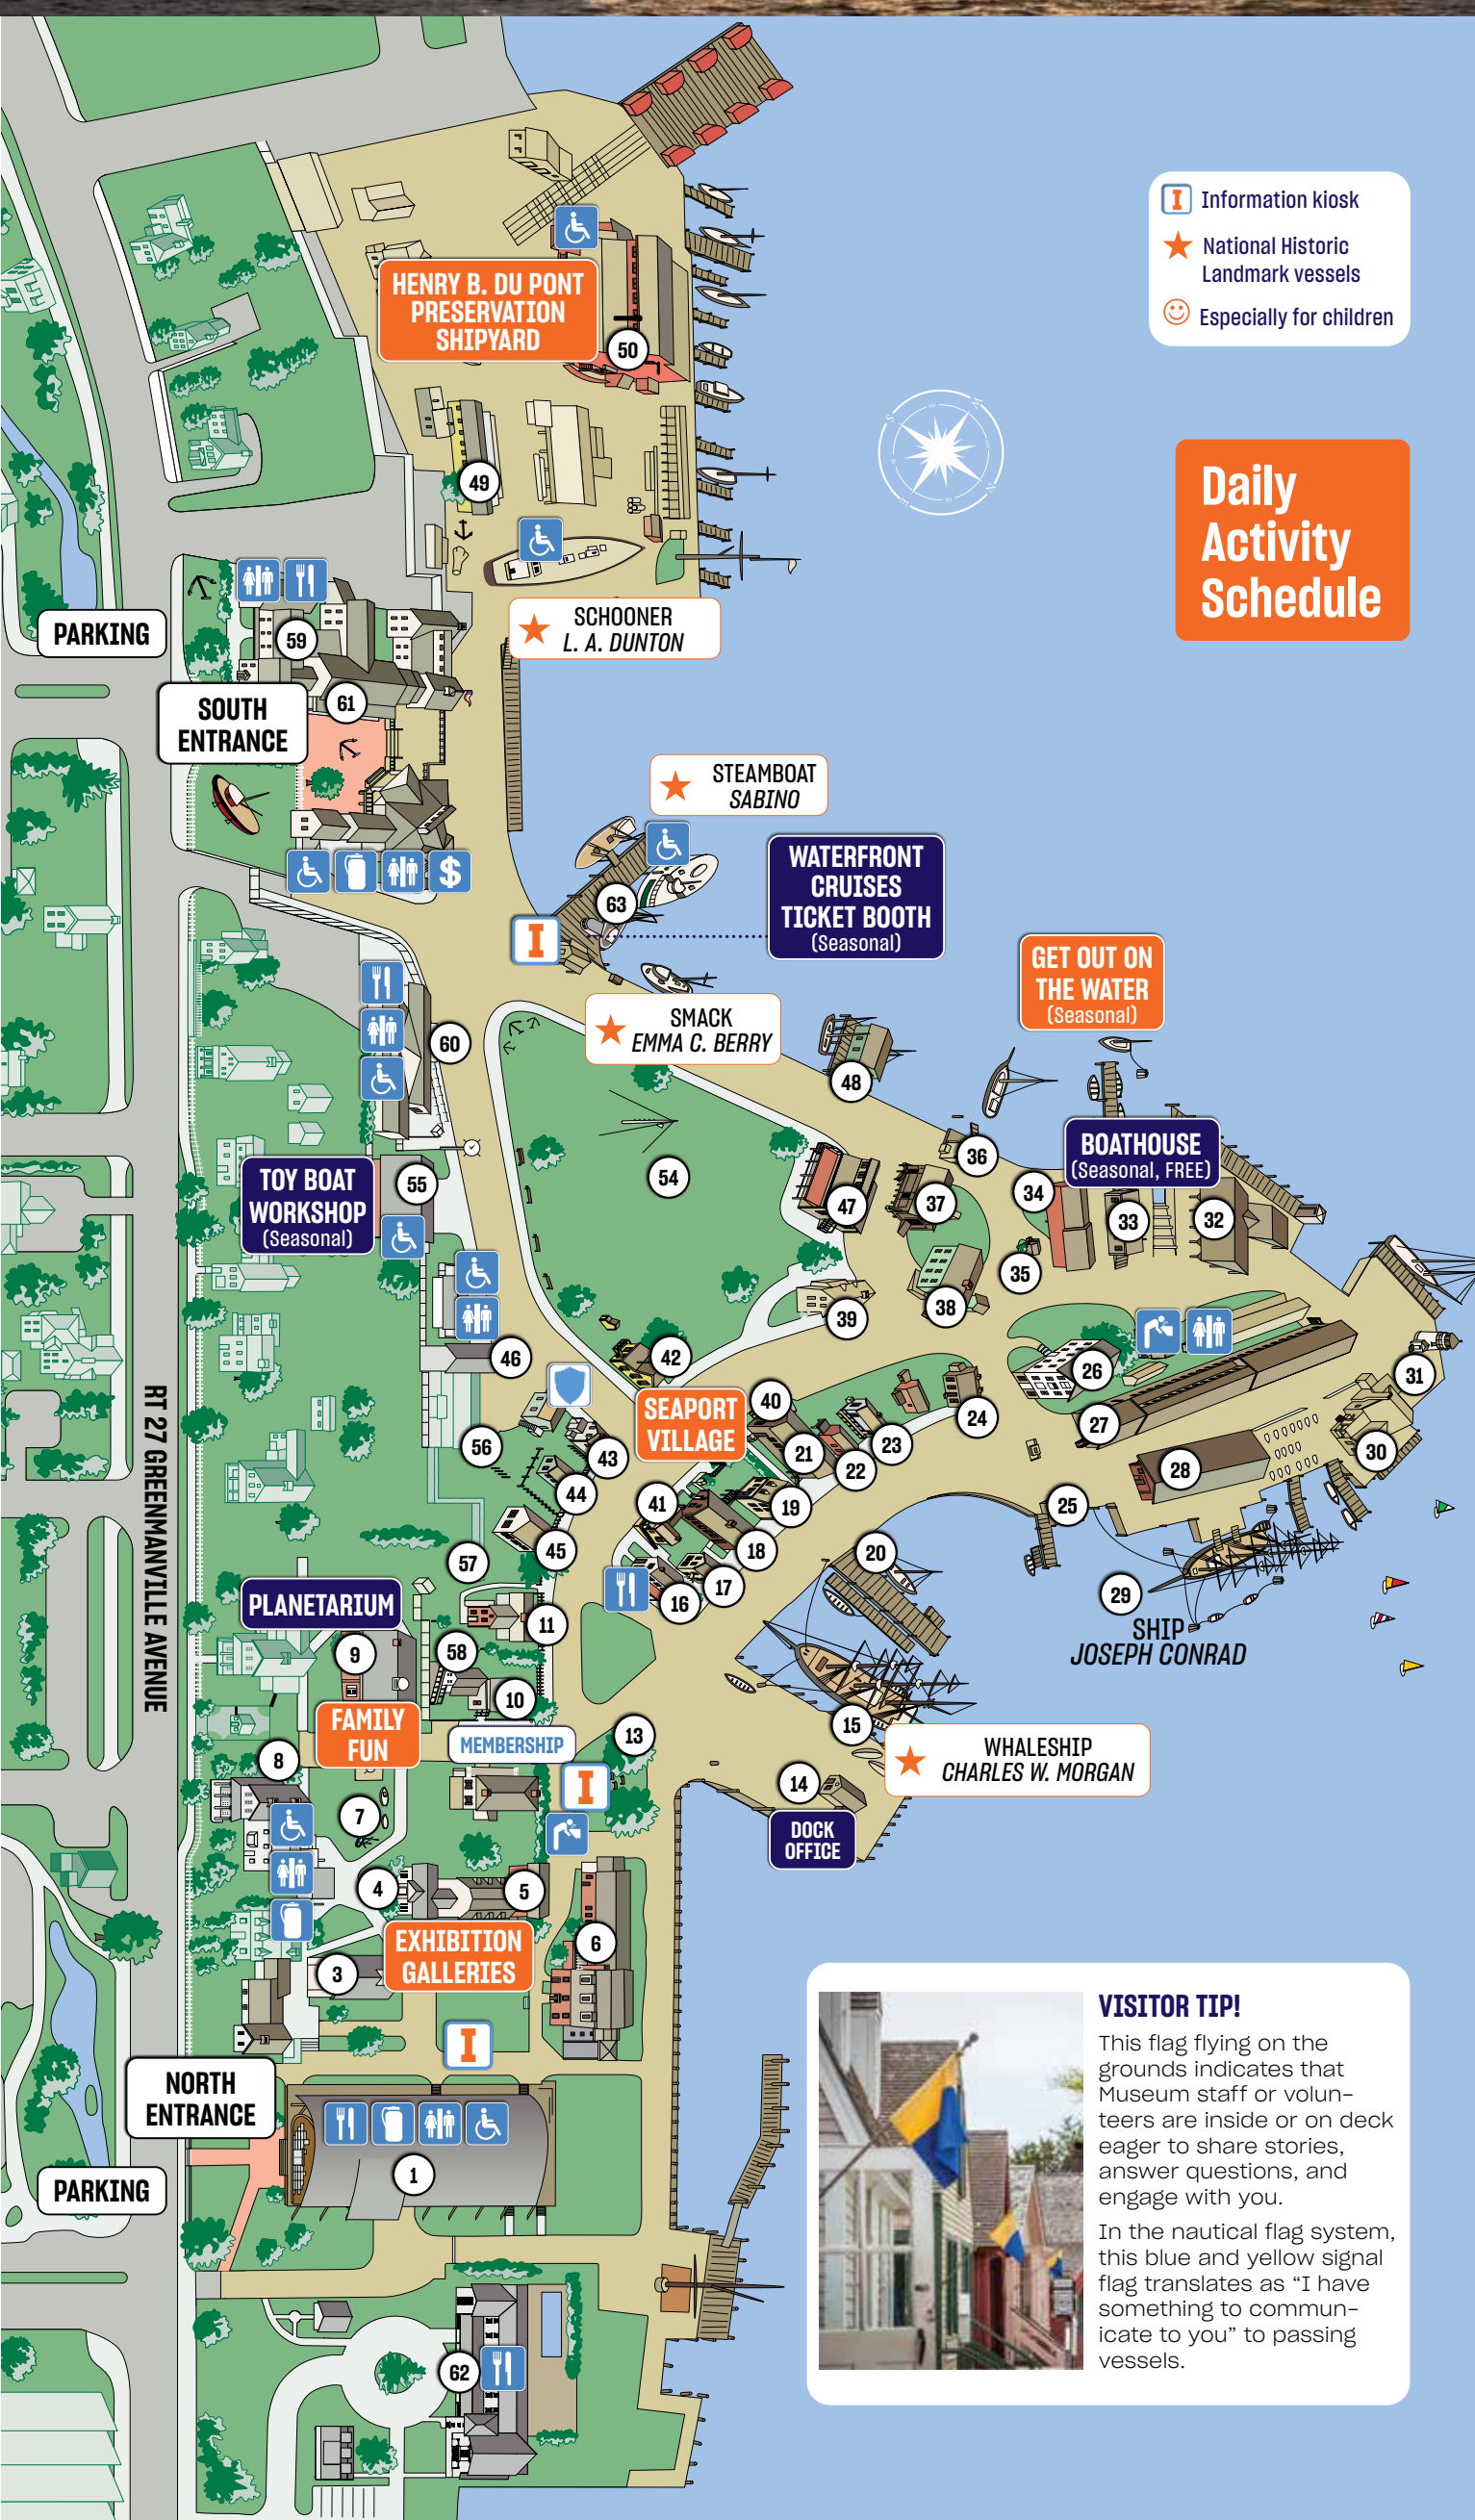 I Information kiosk
National Historic
Landmark vessels
Especially for children
HENRY B. DU PONT
PRESERVATION
SHIPYARD
50
S
W
N
E
Daily
Activity
Schedule
49
PARKING
59
SCHOONER
L. A. DUNTON
61
SOUTH
ENTRANCE
STEAMBOAT
SABINO
$
63
WATERFRONT
CRUISES
TICKET BOOTH
(Seasonal)
I
GET OUT ON
THE WATER
(Seasonal)
SMACK
EMMA C. BERRY
60
48
36
BOATHOUSE
(Seasonal, FREE)
TOY BOAT
WORKSHOP
(Seasonal)
55
54
47
37
34
33
32
35
39
38
46
42
26
31
SEAPORT
VILLAGE
40
24
27
RT 27 GREENMANVILLE AVENUE
56
43
21
23
22
28
30
44
41
19
25
45
18
57
20
17
16
29
SHIP
JOSEPH CONRAD
PLANETARIUM
11
9
58
10
FAMILY
FUN
MEMBERSHIP
13
15
WHALESHIP
CHARLES W. MORGAN
8
I
14
7
DOCK
OFFICE
4
5
EXHIBITION
GALLERIES
6
3
I
NORTH
ENTRANCE
1
PARKING
62
VISITOR TIP!
This flag flying on the
grounds indicates that
Museum staff or volun-
teers are inside or on deck
eager to share stories,
answer questions, and
engage with you.
In the nautical flag system,
this blue and yellow signal
flag translates as “I have
something to commun-
icate to you” to passing
vessels.